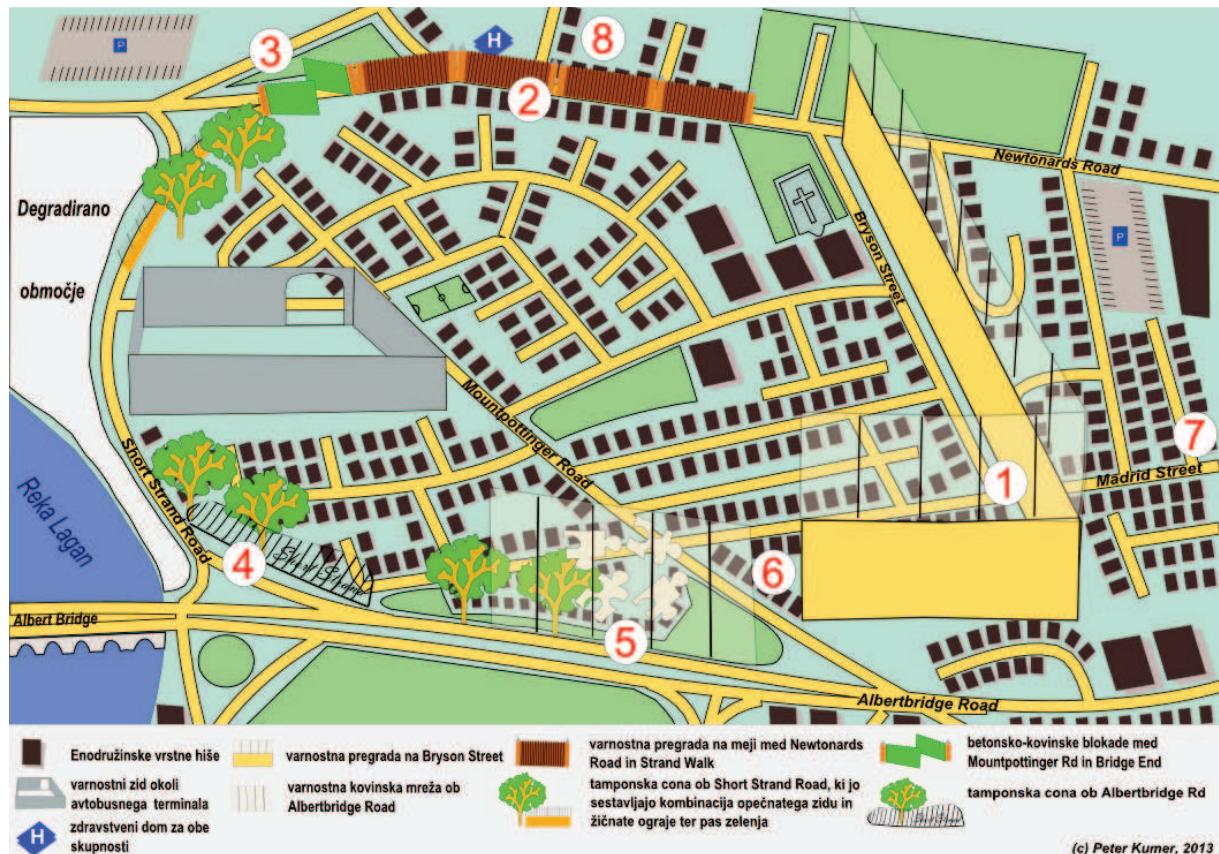 P
3
H
8
2
Newtonards Road
Degradirano
območje
Bryson Street
P
Mountpottinger Road
7
1
Madrid Street
Reka Lagan
Short Strand Road
4
Short Strand
6
5
Albert Bridge
Albertbridge Road
Enodružinske vrstne hiše
varnostni zid okoli
avtobusnega terminala
H
zdravstveni dom za obe
skupnosti
varnostna pregrada na Bryson Street
varnostna kovinska mreža ob
Albertbridge Road
varnostna pregrada na meji med Newtonards
Road in Strand Walk
tamponska cona ob Short Strand Road, ki jo
sestavljajo kombinacija opečnatega zidu in
žičnate ograje ter pas zelenja
betonsko-kovinske blokade med
Mountpottinger Rd in Bridge End
tamponska cona ob Albertbridge Rd
(c) Peter Kumer, 2013